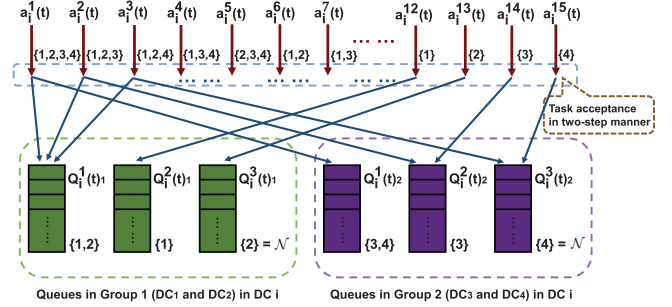 a_i^1(t) a_i^2(t) a_i^3(t) a_i^4(t) a_i^5(t) a_i^6(t) a_i^7(t) a_i^12(t) a_i^13(t) a_i^14(t) a_i^15(t)
... ...
{1,2,3,4} {1,2,3} {1,2,4} {1,3,4} {2,3,4} {1,2} {1,3} {1} {2} {3} {4}
... ... ... ... ... ...
Task acceptance
in two-step manner
Q_i^1(t)_1 Q_i^2(t)_1 Q_i^3(t)_1 Q_i^1(t)_2 Q_i^2(t)_2 Q_i^3(t)_2
{1,2} {1} {2} = 𝒩 {3,4} {3} {4} = 𝒩
Queues in Group 1 (DC₁ and DC₂) in DC i Queues in Group 2 (DC₃ and DC₄) in DC i